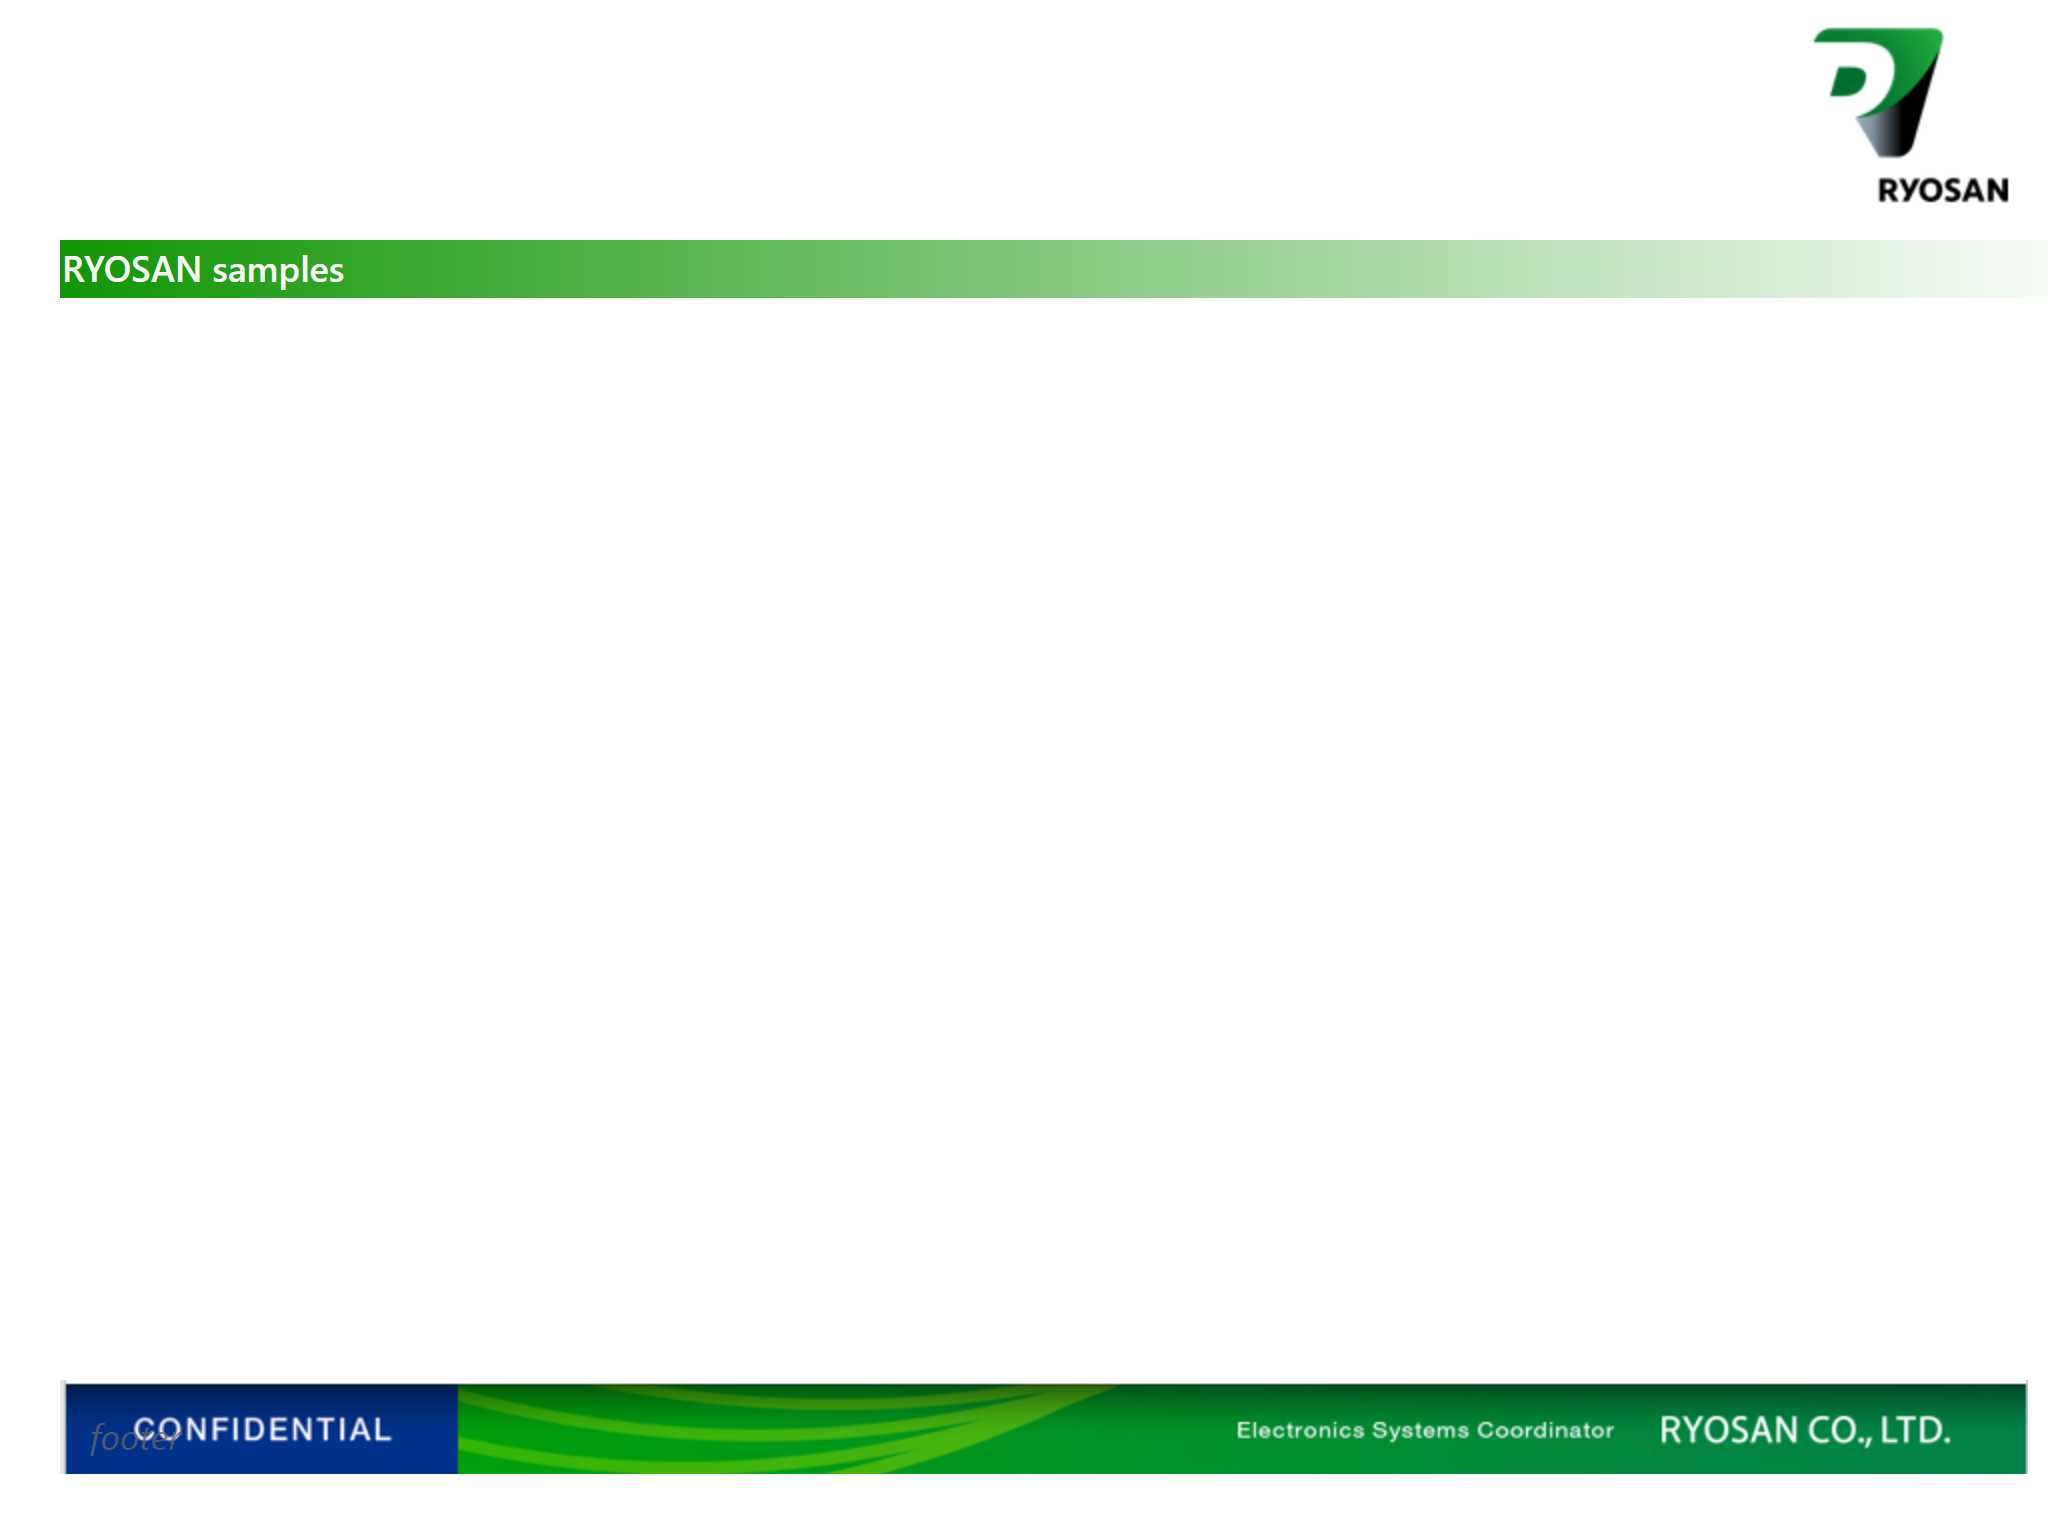 RYOSAN
RYOSAN samples
footer
CONFIDENTIAL
Electronics Systems Coordinator
RYOSAN CO., LTD.